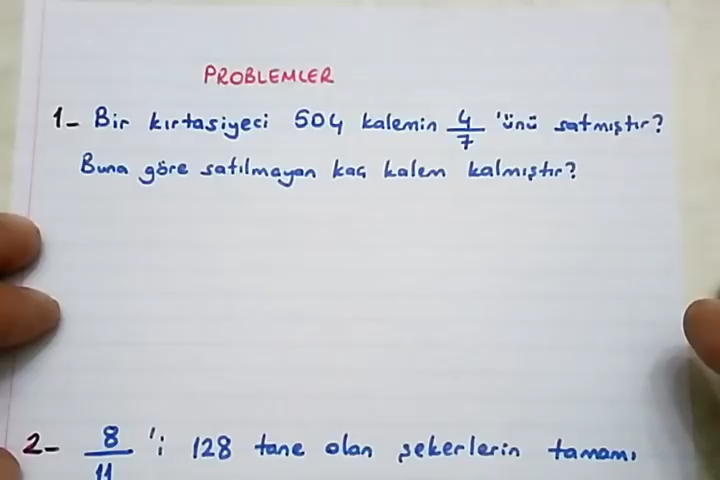 PROBLEMLER
1- Bir kırtasiyeci 504 kalemin 4/7 'ünü satmıştır?
Buna göre satılmayan kaç kalem kalmıştır?
2- 8/11 'i 128 tane olan şekerlerin tamamı